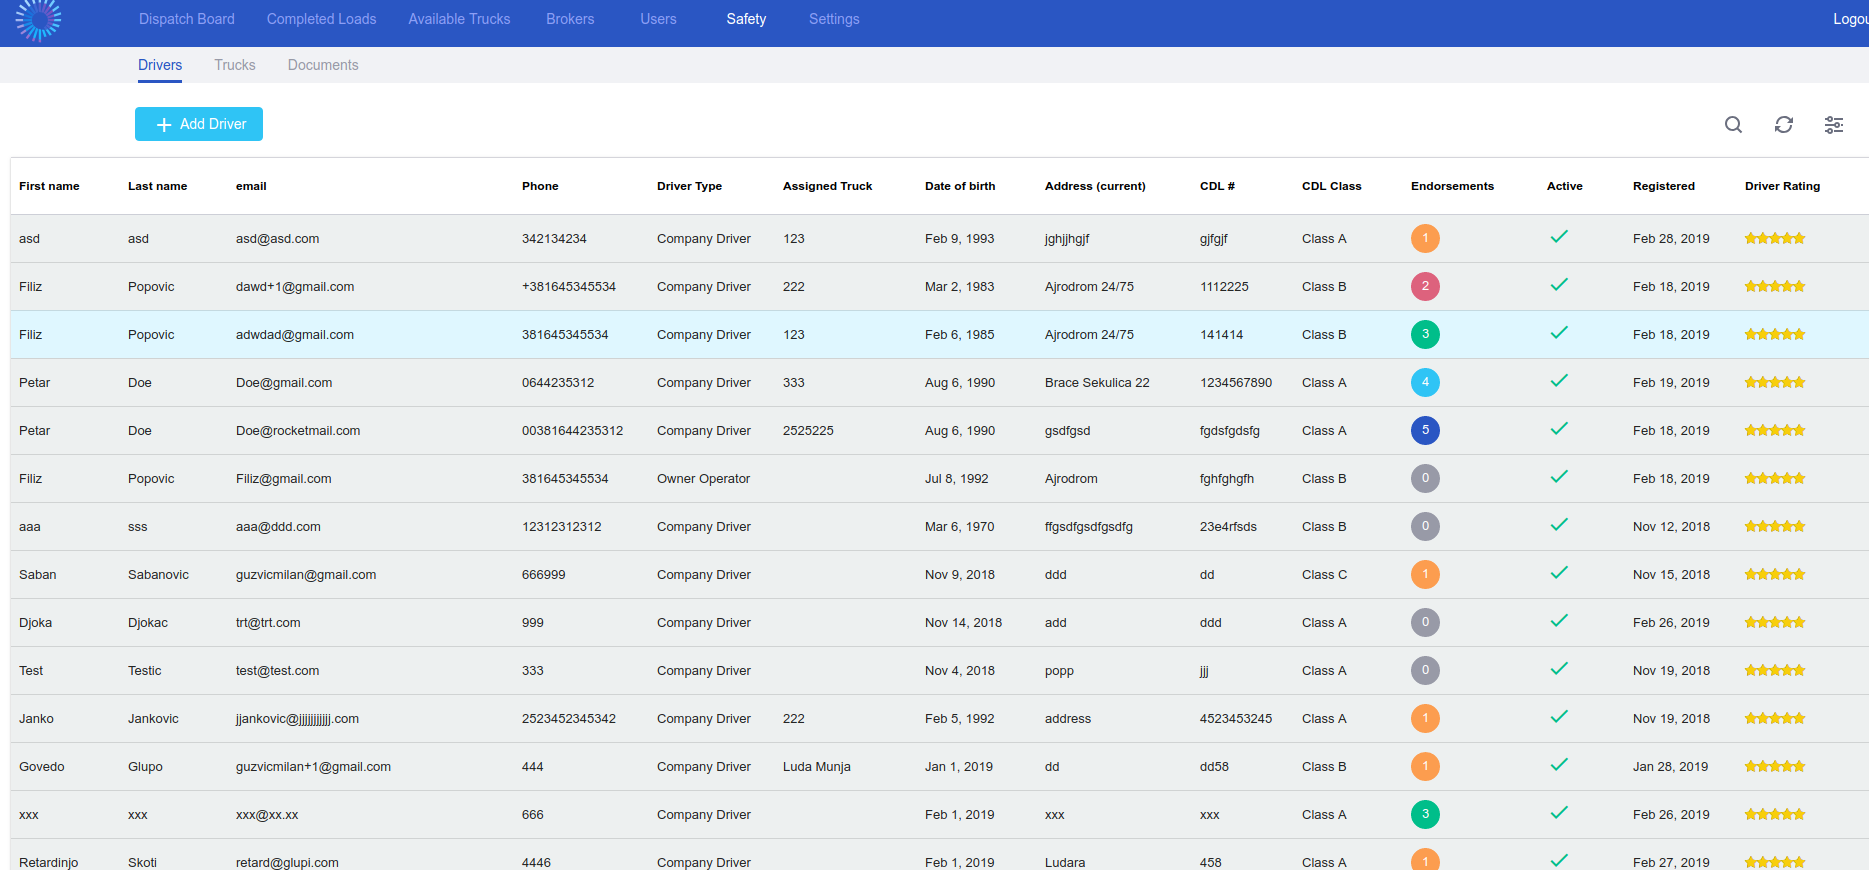 Dispatch Board Completed Loads Available Trucks Brokers Users Safety Settings Logou
Drivers Trucks Documents
+ Add Driver
First name Last name email Phone Driver Type Assigned Truck Date of birth Address (current) CDL # CDL Class Endorsements Active Registered Driver Rating
asd asd asd@asd.com 342134234 Company Driver 123 Feb 9, 1993 jghjjhgjf gjfgjf Class A 1 Feb 28, 2019
Filiz Popovic dawd+1@gmail.com +381645345534 Company Driver 222 Mar 2, 1983 Ajrodrom 24/75 1112225 Class B 2 Feb 18, 2019
Filiz Popovic adwdad@gmail.com 381645345534 Company Driver 123 Feb 6, 1985 Ajrodrom 24/75 141414 Class B 3 Feb 18, 2019
Petar Doe Doe@gmail.com 0644235312 Company Driver 333 Aug 6, 1990 Brace Sekulica 22 1234567890 Class A 4 Feb 19, 2019
Petar Doe Doe@rocketmail.com 00381644235312 Company Driver 2525225 Aug 6, 1990 gsdfgsd fgdsfgdsfg Class A 5 Feb 18, 2019
Filiz Popovic Filiz@gmail.com 381645345534 Owner Operator Jul 8, 1992 Ajrodrom fghfghgfh Class B 0 Feb 18, 2019
aaa sss aaa@ddd.com 12312312312 Company Driver Mar 6, 1970 ffgsdfgsdfgsdfg 23e4rfsds Class B 0 Nov 12, 2018
Saban Sabanovic guzvicmilan@gmail.com 666999 Company Driver Nov 9, 2018 ddd dd Class C 1 Nov 15, 2018
Djoka Djokac trt@trt.com 999 Company Driver Nov 14, 2018 add ddd Class A 0 Feb 26, 2019
Test Testic test@test.com 333 Company Driver Nov 4, 2018 popp jjj Class A 0 Nov 19, 2018
Janko Jankovic jjankovic@jjjjjjjjjjj.com 2523452345342 Company Driver 222 Feb 5, 1992 address 4523453245 Class A 1 Nov 19, 2018
Govedo Glupo guzvicmilan+1@gmail.com 444 Company Driver Luda Munja Jan 1, 2019 dd dd58 Class B 1 Jan 28, 2019
xxx xxx xxx@xx.xx 666 Company Driver Feb 1, 2019 xxx xxx Class A 3 Feb 26, 2019
Retardinjo Skoti retard@glupi.com 4446 Company Driver Feb 1, 2019 Ludara 458 Class A 1 Feb 27, 2019